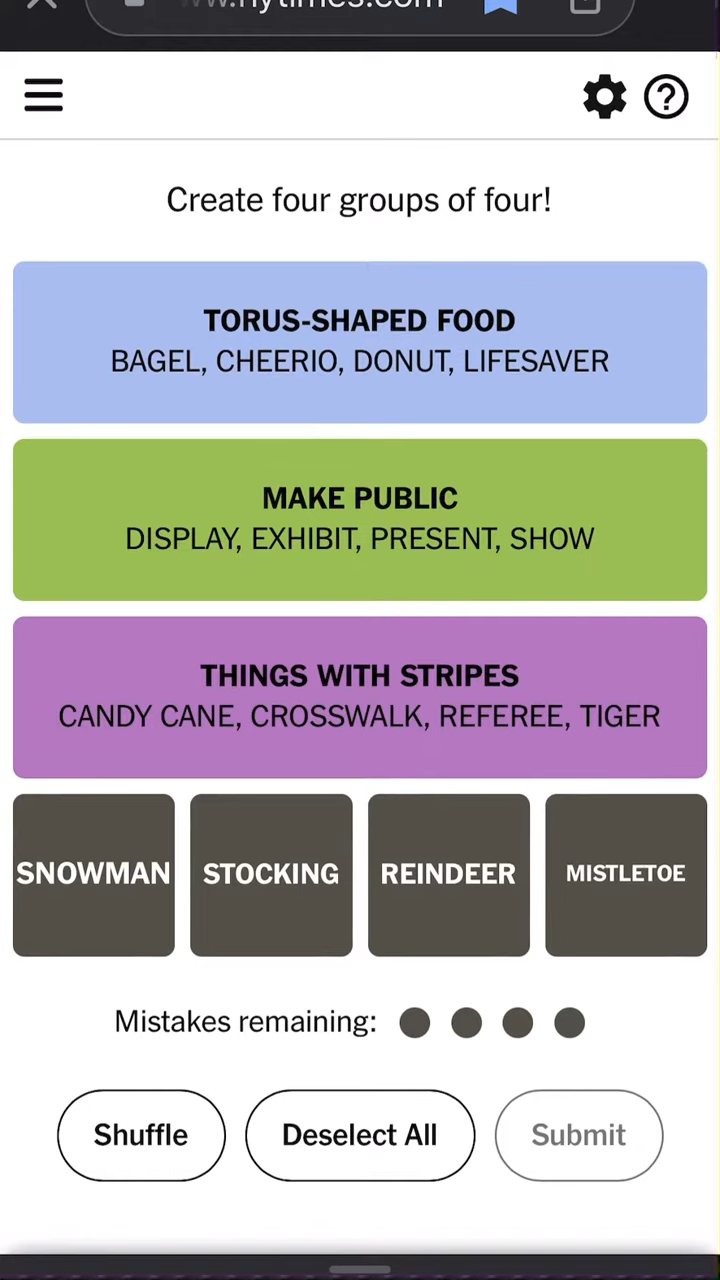 Create four groups of four!
TORUS-SHAPED FOOD
BAGEL, CHEERIO, DONUT, LIFESAVER
MAKE PUBLIC
DISPLAY, EXHIBIT, PRESENT, SHOW
THINGS WITH STRIPES
CANDY CANE, CROSSWALK, REFEREE, TIGER
SNOWMAN STOCKING REINDEER MISTLETOE
Mistakes remaining:
Shuffle Deselect All Submit